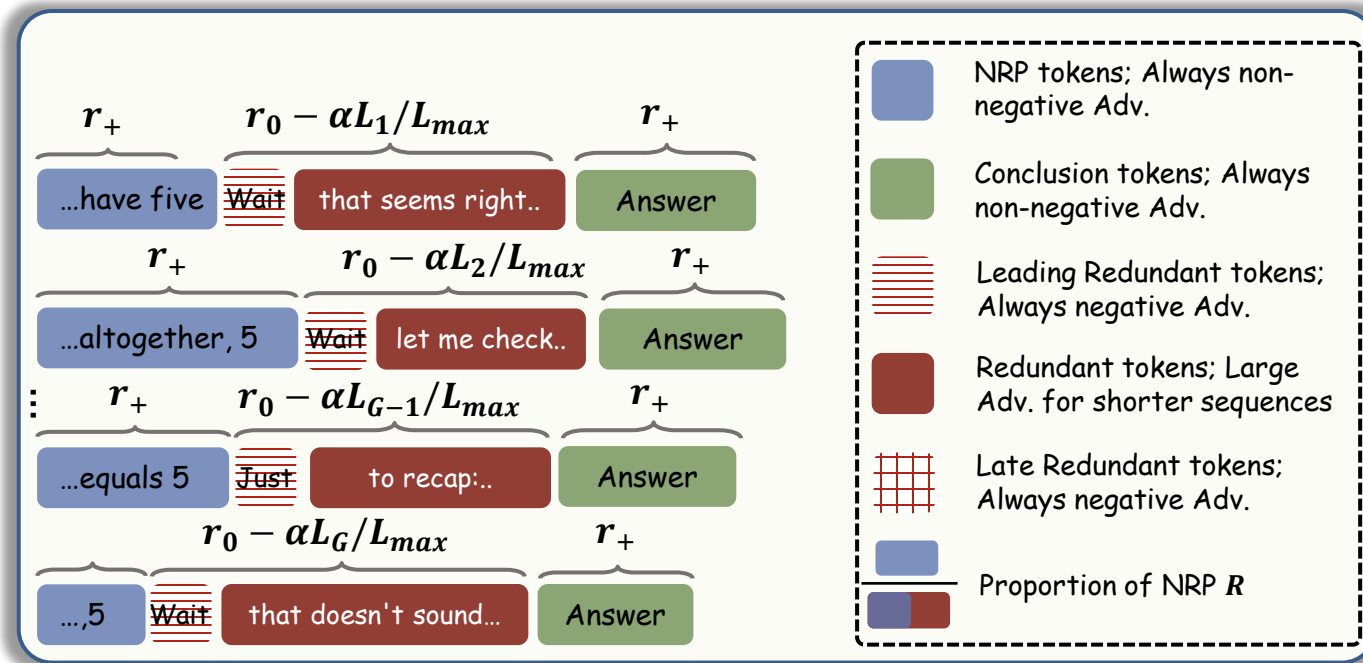 r₊ r₀ − αL₁/Lₘₐₓ r₊
...have five Wait that seems right.. Answer
r₊ r₀ − αL₂/Lₘₐₓ r₊
...altogether, 5 Wait let me check.. Answer
⋮ r₊ r₀ − αL_{G−1}/Lₘₐₓ r₊
...equals 5 Just to recap:.. Answer
r₀ − αL_G/Lₘₐₓ r₊
...,5 Wait that doesn't sound... Answer
NRP tokens; Always non-
negative Adv.
Conclusion tokens; Always
non-negative Adv.
Leading Redundant tokens;
Always negative Adv.
Redundant tokens; Large
Adv. for shorter sequences
Late Redundant tokens;
Always negative Adv.
Proportion of NRP R